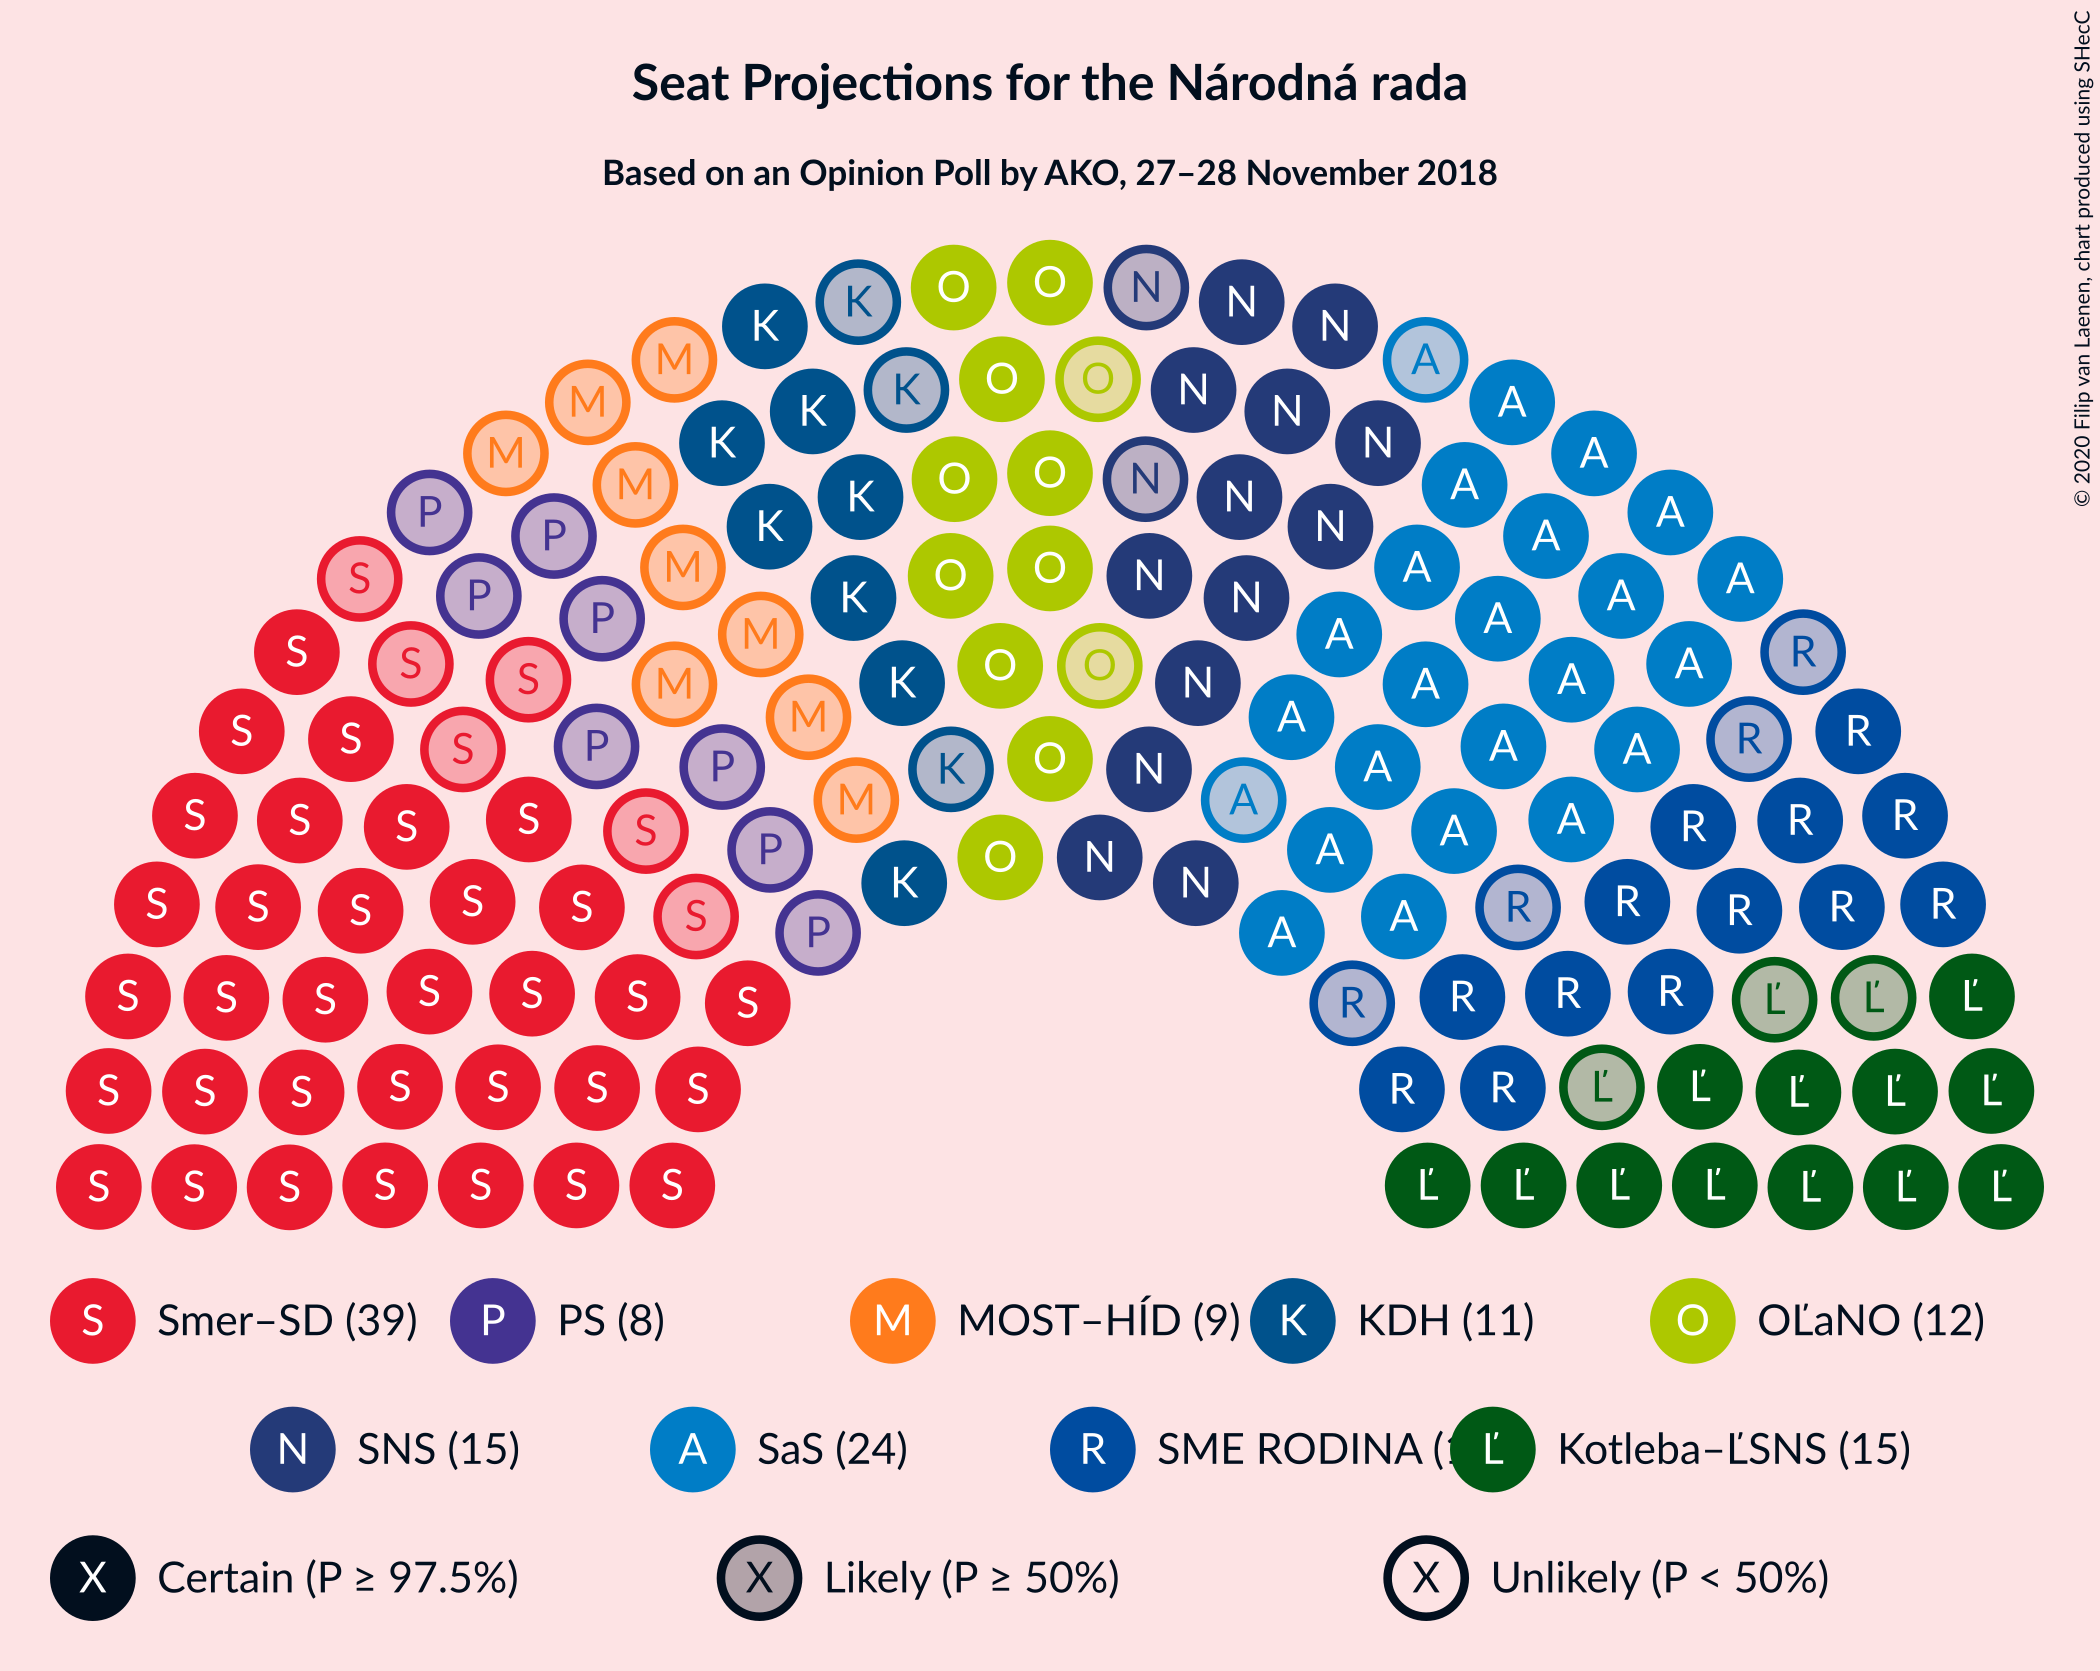 Seat Projections for the Národná rada
Based on an Opinion Poll by AKO, 27–28 November 2018
© 2020 Filip van Laenen, chart produced using SHecC
O O
K N
K N N
M A
O O
M K N A
K N
M K N A
O O
M K N A
P K N A
P M K N A
O O
S M K N A
P A
P M K N A
S P M A A
O O
S M K N A R
S P M K N A A
S S P M A A R R
O
S S P K N A A R
S S S S S P M K O N N A A A A R R R
S S S S S S P A A R R R R R
S S S S S S S R R R R Ľ Ľ Ľ
S S S S S S S R R Ľ Ľ Ľ Ľ Ľ
S S S S S S S Ľ Ľ Ľ Ľ Ľ Ľ Ľ
S Smer–SD (39) P PS (8) M MOST–HÍD (9) K KDH (11) O OĽaNO (12)
N SNS (15) A SaS (24) R SME RODINA ( Ľ Kotleba–ĽSNS (15)
X Certain (P ≥ 97.5%) X Likely (P ≥ 50%) X Unlikely (P < 50%)